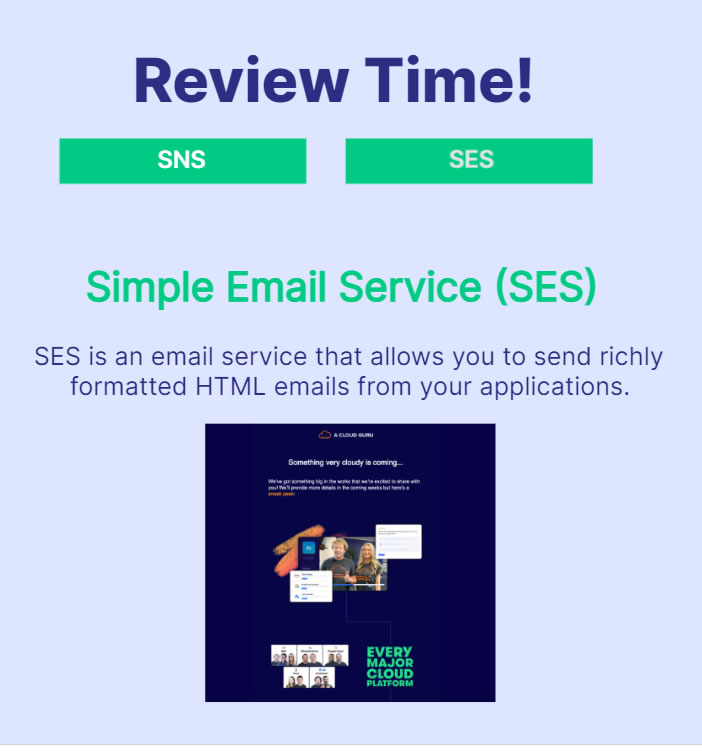 Review Time!
SNS
SES
Simple Email Service (SES)
SES is an email service that allows you to send richly
formatted HTML emails from your applications.
A CLOUD GURU
Something very cloudy is coming...
We've got something big in the works that we're excited to share with
you! We'll provide more details in the coming weeks but here's a
sneak peek:
EVERY
MAJOR
CLOUD
PLATFORM